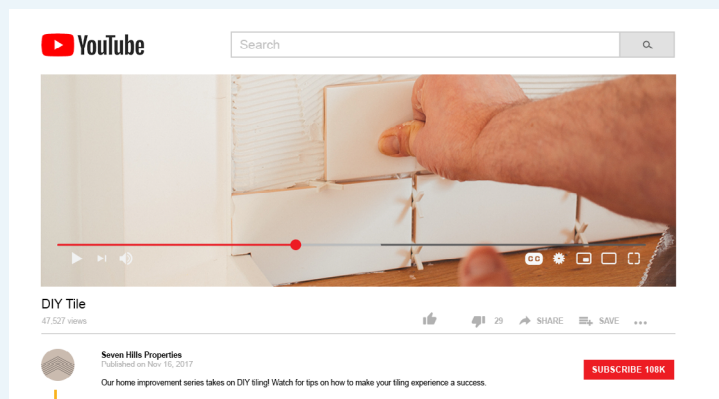 YouTube
Search
CC
DIY Tile
47.527 views
29 SHARE SAVE
Seven Hills Properties
Published on Nov 16, 2017
SUBSCRIBE 108K
Our home improvement series takes on DIY tiling! Watch for tips on how to make your tiling experience a success.